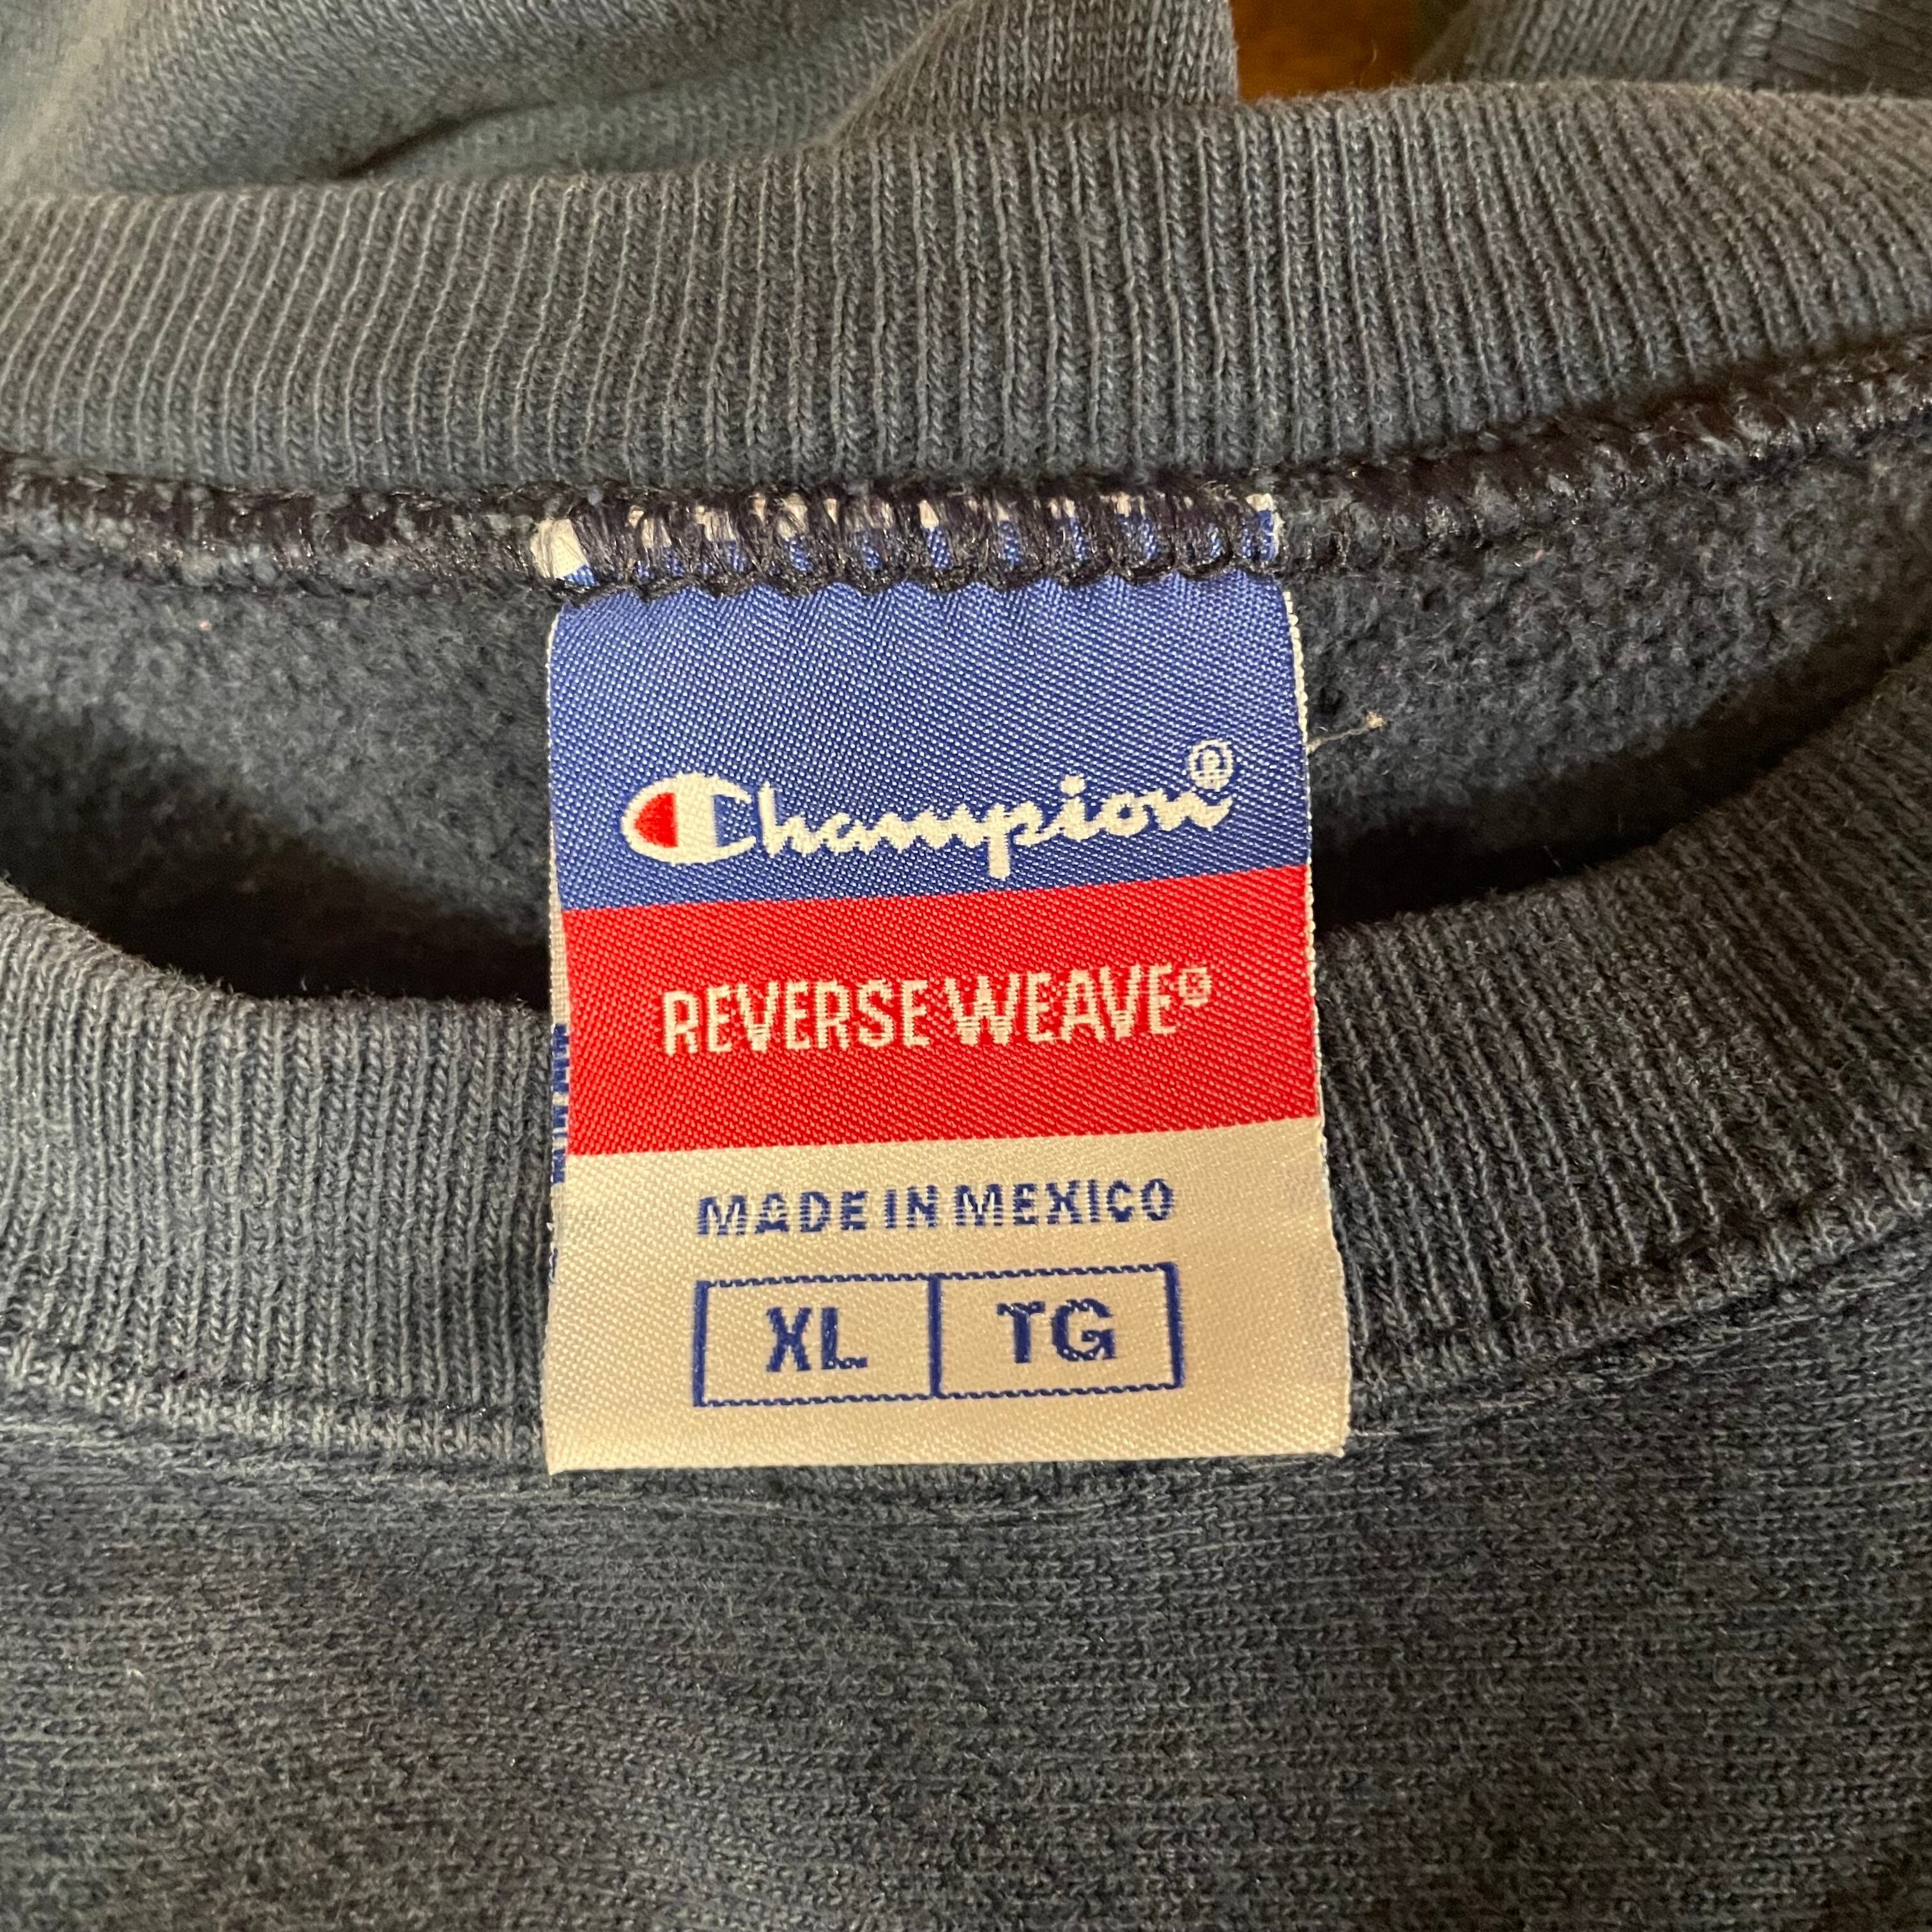 Champion®
REVERSE WEAVE®
MADE IN MEXICO
XL TG